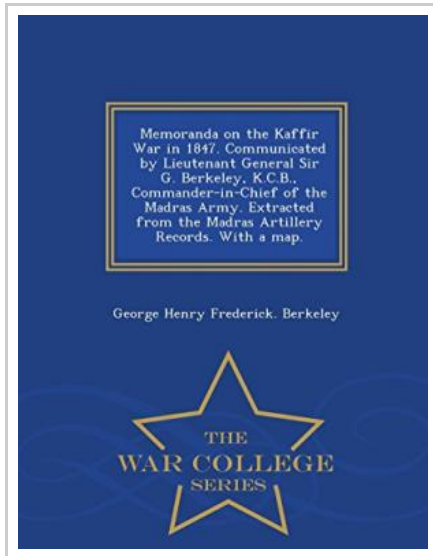 Memoranda on the Kaffir
War in 1847. Communicated
by Lieutenant General Sir
G. Berkeley, K.C.B.,
Commander-in-Chief of the
Madras Army. Extracted
from the Madras Artillery
Records. With a map.
George Henry Frederick. Berkeley
THE
WAR COLLEGE
SERIES